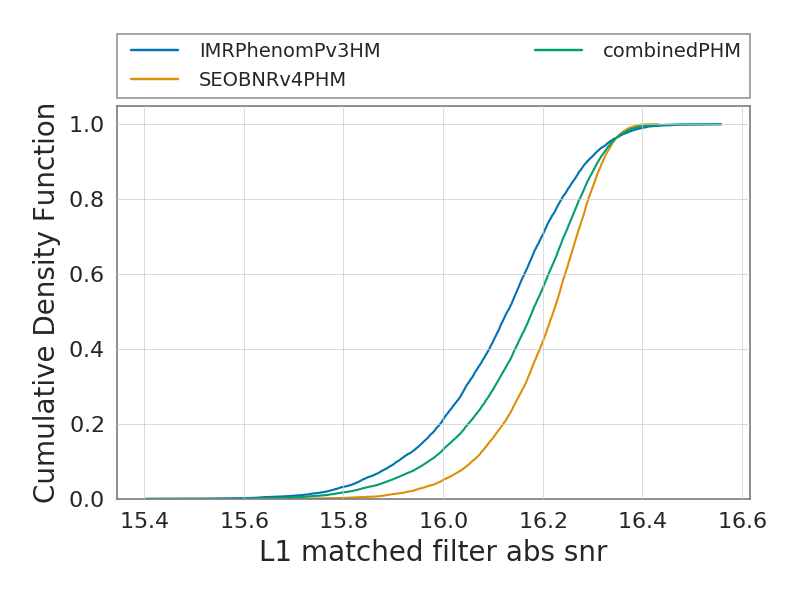 IMRPhenomPv3HM
SEOBNRv4PHM
combinedPHM
Cumulative Density Function
1.0
0.8
0.6
0.4
0.2
0.0
15.4 15.6 15.8 16.0 16.2 16.4 16.6
L1 matched filter abs snr